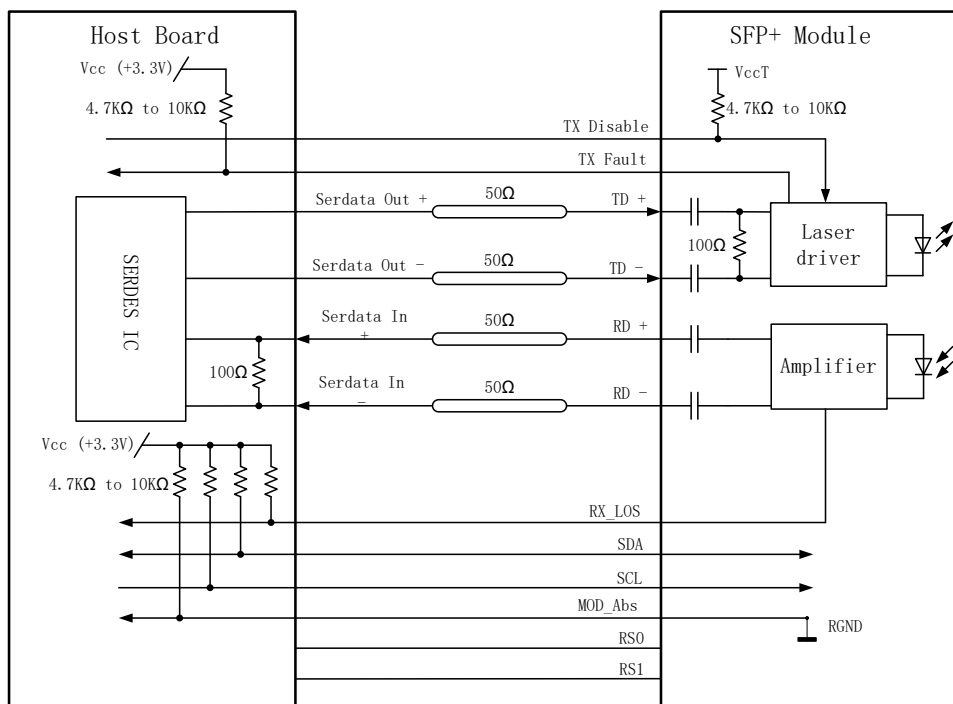 Host Board
SFP+ Module
Vcc (+3.3V)
VccT
4.7KΩ to 10KΩ
4.7KΩ to 10KΩ
TX Disable
TX Fault
Serdata Out +
50Ω
TD +
100Ω
Laser
driver
Serdata Out -
50Ω
TD -
SERDES IC
Serdata In
+
50Ω
RD +
100Ω
Amplifier
Serdata In
-
50Ω
RD -
Vcc (+3.3V)
4.7KΩ to 10KΩ
RX_LOS
SDA
SCL
MOD_Abs
RGND
RS0
RS1